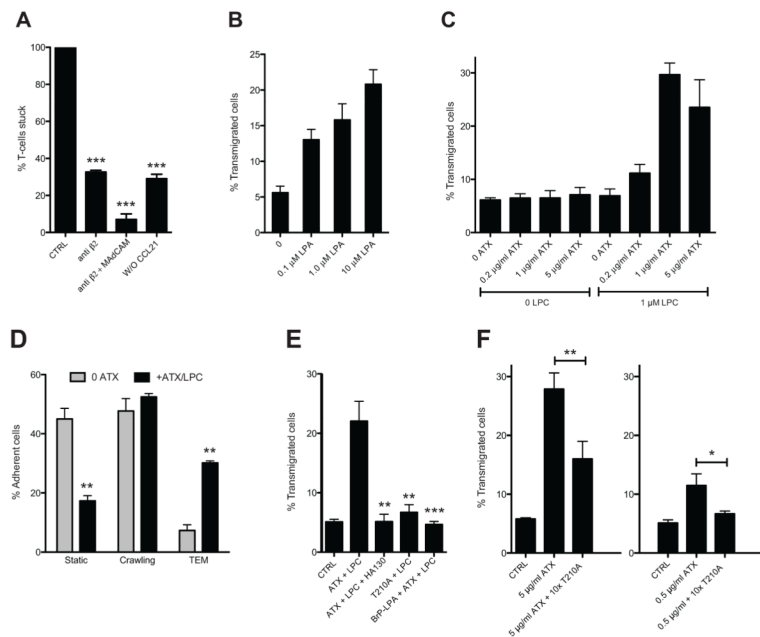 A
% T-cells stuck
100
80
60
40
20
0
***
***
***
CTRL
anti β2
anti β2 + MAdCAM
W/O CCL21
B
% Transmigrated cells
25
20
15
10
5
0
0
0.1 µM LPA
1.0 µM LPA
10 µM LPA
C
% Transmigrated cells
30
20
10
0
0 ATX
0.2 µg/ml ATX
1 µg/ml ATX
5 µg/ml ATX
0 ATX
0.2 µg/ml ATX
1 µg/ml ATX
5 µg/ml ATX
0 LPC
1 µM LPC
D
0 ATX
+ATX/LPC
% Adherent cells
60
40
20
0
**
**
Static
Crawling
TEM
E
% Transmigrated cells
30
20
10
0
**
**
***
CTRL
ATX + LPC
ATX + LPC + HA130
T210A + LPC
BrP-LPA + ATX + LPC
F
% Transmigrated cells
30
20
10
0
**
CTRL
5 µg/ml ATX
5 µg/ml ATX + 10x T210A
30
20
10
0
*
CTRL
0.5 µg/ml ATX
0.5 µg/ml + 10x T210A